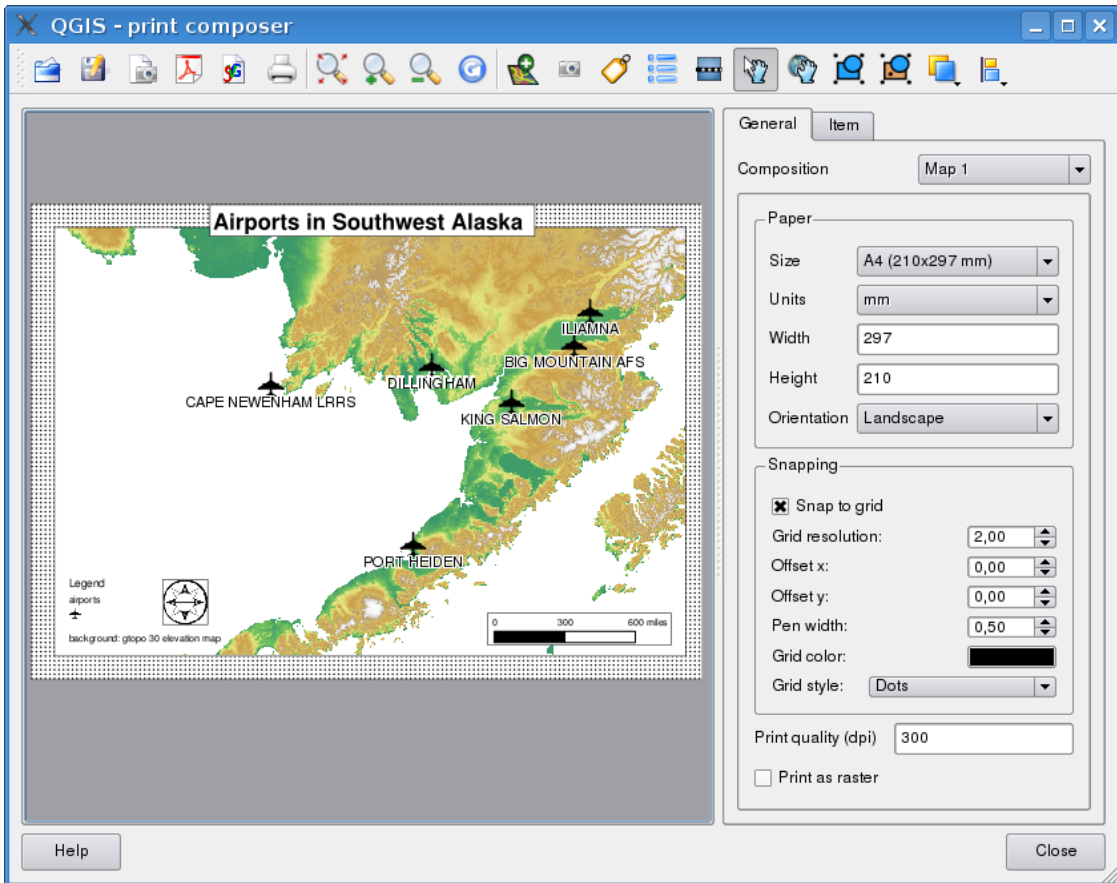 QGIS - print composer
General
Item
Composition
Map 1
Paper
Size
A4 (210x297 mm)
Units
mm
Width
297
Height
210
Orientation
Landscape
Snapping
Snap to grid
Grid resolution:
2,00
Offset x:
0,00
Offset y:
0,00
Pen width:
0,50
Grid color:
Grid style:
Dots
Print quality (dpi)
300
Print as raster
Airports in Southwest Alaska
ILIAMNA
BIG MOUNTAIN AFS
DILLINGHAM
CAPE NEWENHAM LRRS
KING SALMON
PORT HEIDEN
Legend
airports
background: gtopo 30 elevation map
0 300 600 miles
Help
Close